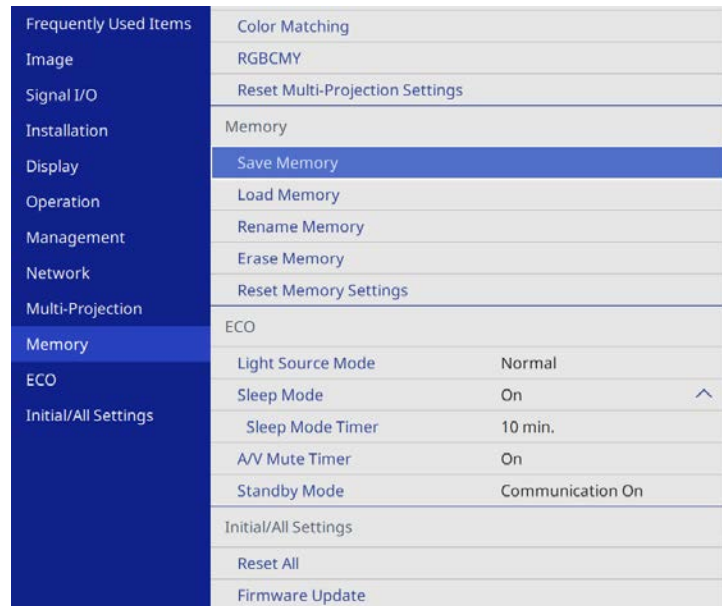 Frequently Used Items
Image
Signal I/O
Installation
Display
Operation
Management
Network
Multi-Projection
Memory
ECO
Initial/All Settings
Color Matching
RGBCMY
Reset Multi-Projection Settings
Memory
Save Memory
Load Memory
Rename Memory
Erase Memory
Reset Memory Settings
ECO
Light Source Mode Normal
Sleep Mode On
Sleep Mode Timer 10 min.
A/V Mute Timer On
Standby Mode Communication On
Initial/All Settings
Reset All
Firmware Update